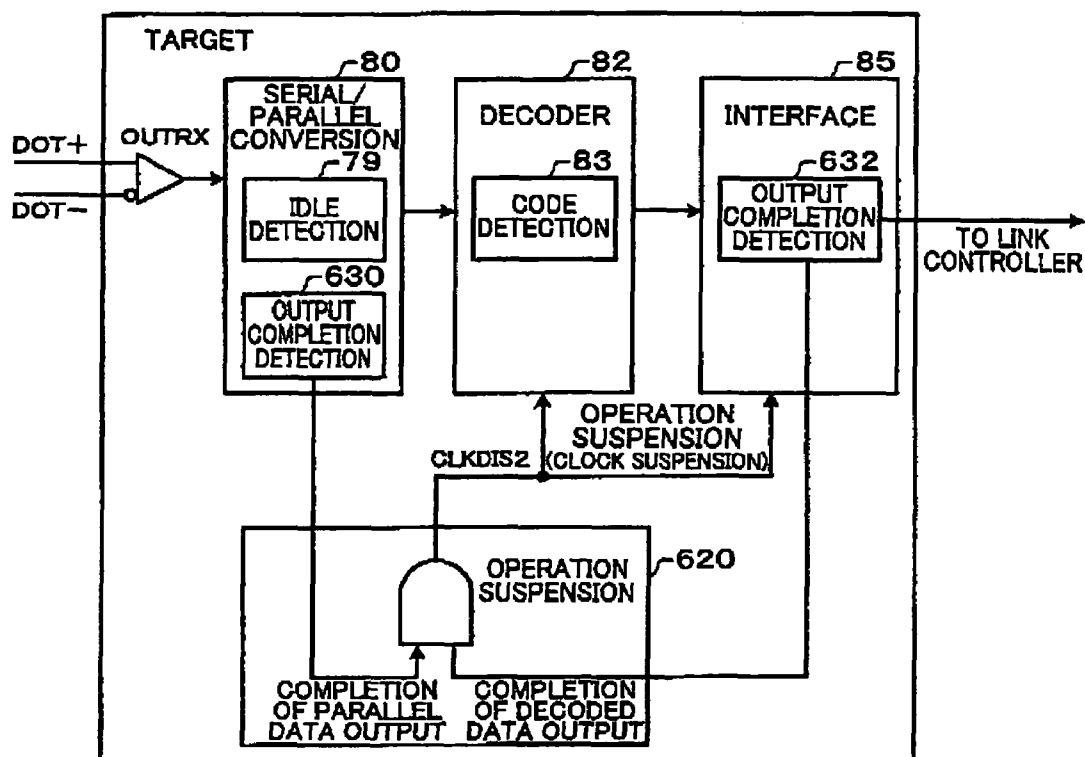 TARGET
80
SERIAL/
PARALLEL
CONVERSION
79
IDLE
DETECTION
630
OUTPUT
COMPLETION
DETECTION
82
DECODER
83
CODE
DETECTION
85
INTERFACE
632
OUTPUT
COMPLETION
DETECTION
DOT+
DOT-
OUTRX
TO LINK
CONTROLLER
CLKDIS2
OPERATION
SUSPENSION
(CLOCK SUSPENSION)
620
OPERATION
SUSPENSION
COMPLETION
OF PARALLEL
DATA OUTPUT
COMPLETION
OF DECODED
DATA OUTPUT